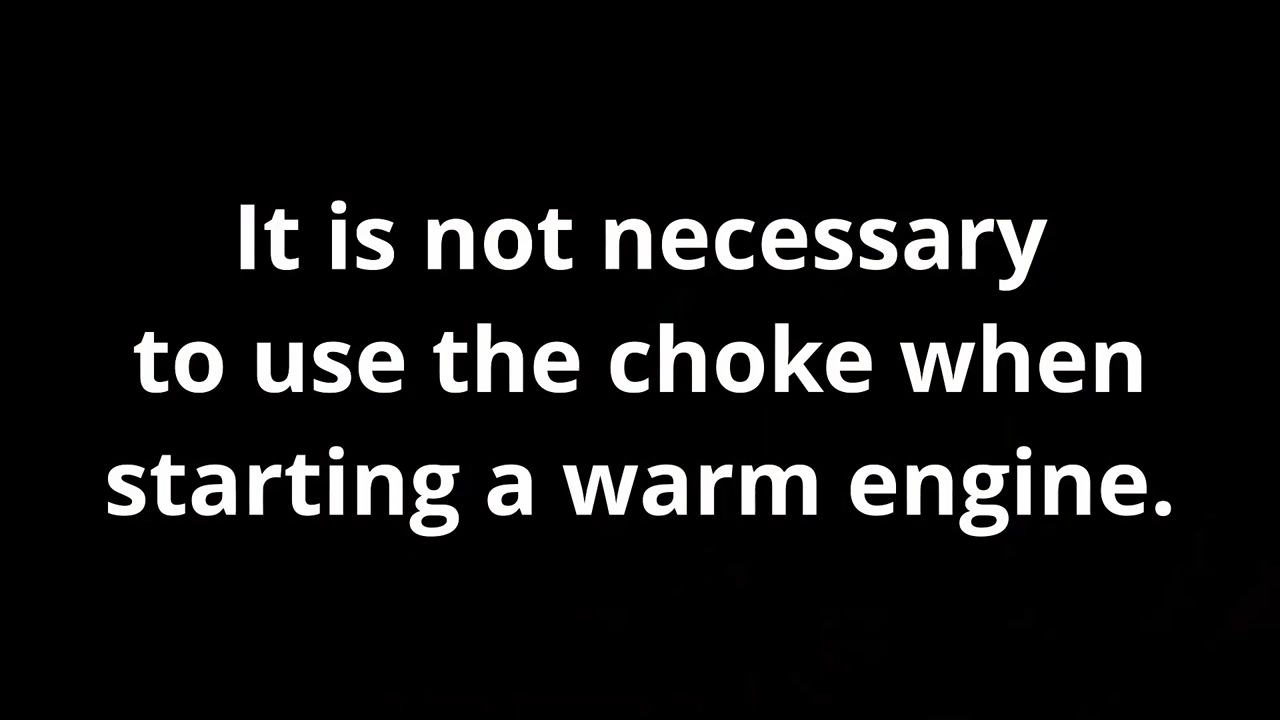 It is not necessary
to use the choke when
starting a warm engine.